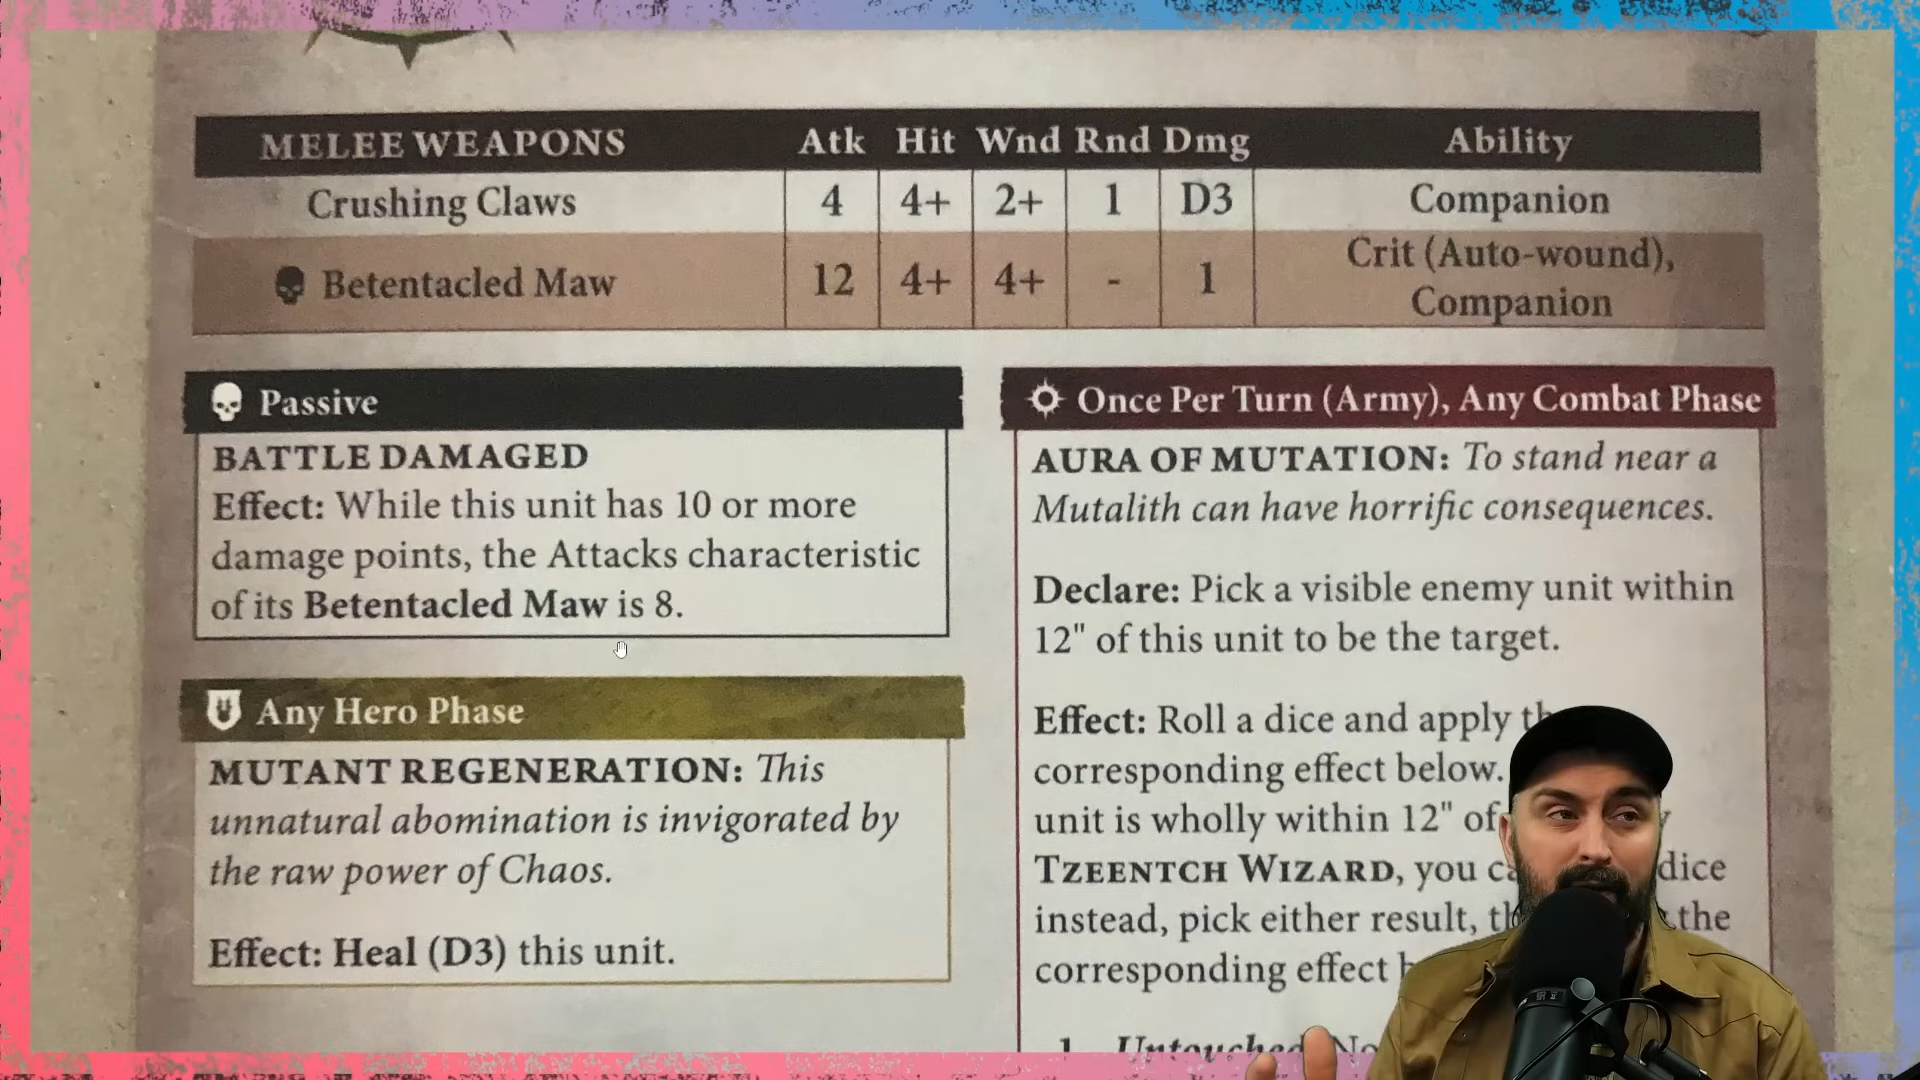 MELEE WEAPONS Atk Hit Wnd Rnd Dmg Ability
Crushing Claws 4 4+ 2+ 1 D3 Companion
Betentacled Maw 12 4+ 4+ - 1 Crit (Auto-wound),
Companion
Passive
BATTLE DAMAGED
Effect: While this unit has 10 or more
damage points, the Attacks characteristic
of its Betentacled Maw is 8.
Any Hero Phase
MUTANT REGENERATION: This
unnatural abomination is invigorated by
the raw power of Chaos.
Effect: Heal (D3) this unit.
Once Per Turn (Army), Any Combat Phase
AURA OF MUTATION: To stand near a
Mutalith can have horrific consequences.
Declare: Pick a visible enemy unit within
12" of this unit to be the target.
Effect: Roll a dice and apply
corresponding effect below.
unit is wholly within 12" of
TZEENTCH WIZARD, you dice
instead, pick either result, the
corresponding effect
1 Untouched